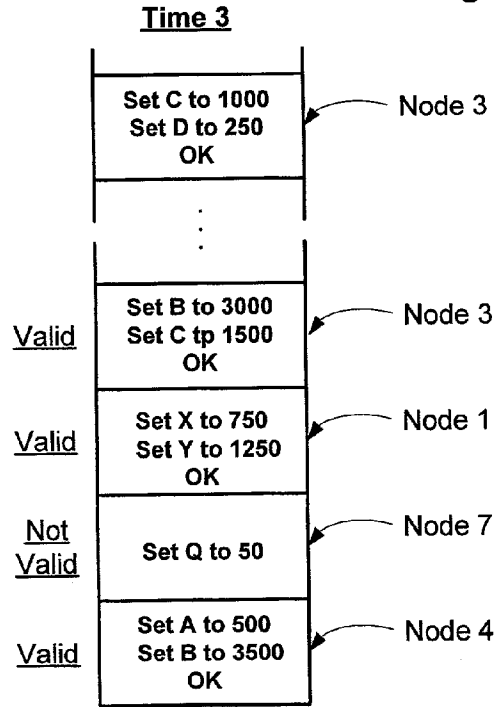 Time 3
Set C to 1000
Set D to 250
OK
Node 3
Set B to 3000
Set C tp 1500
OK
Valid
Node 3
Set X to 750
Set Y to 1250
OK
Valid
Node 1
Not
Valid
Set Q to 50
Node 7
Set A to 500
Set B to 3500
OK
Valid
Node 4